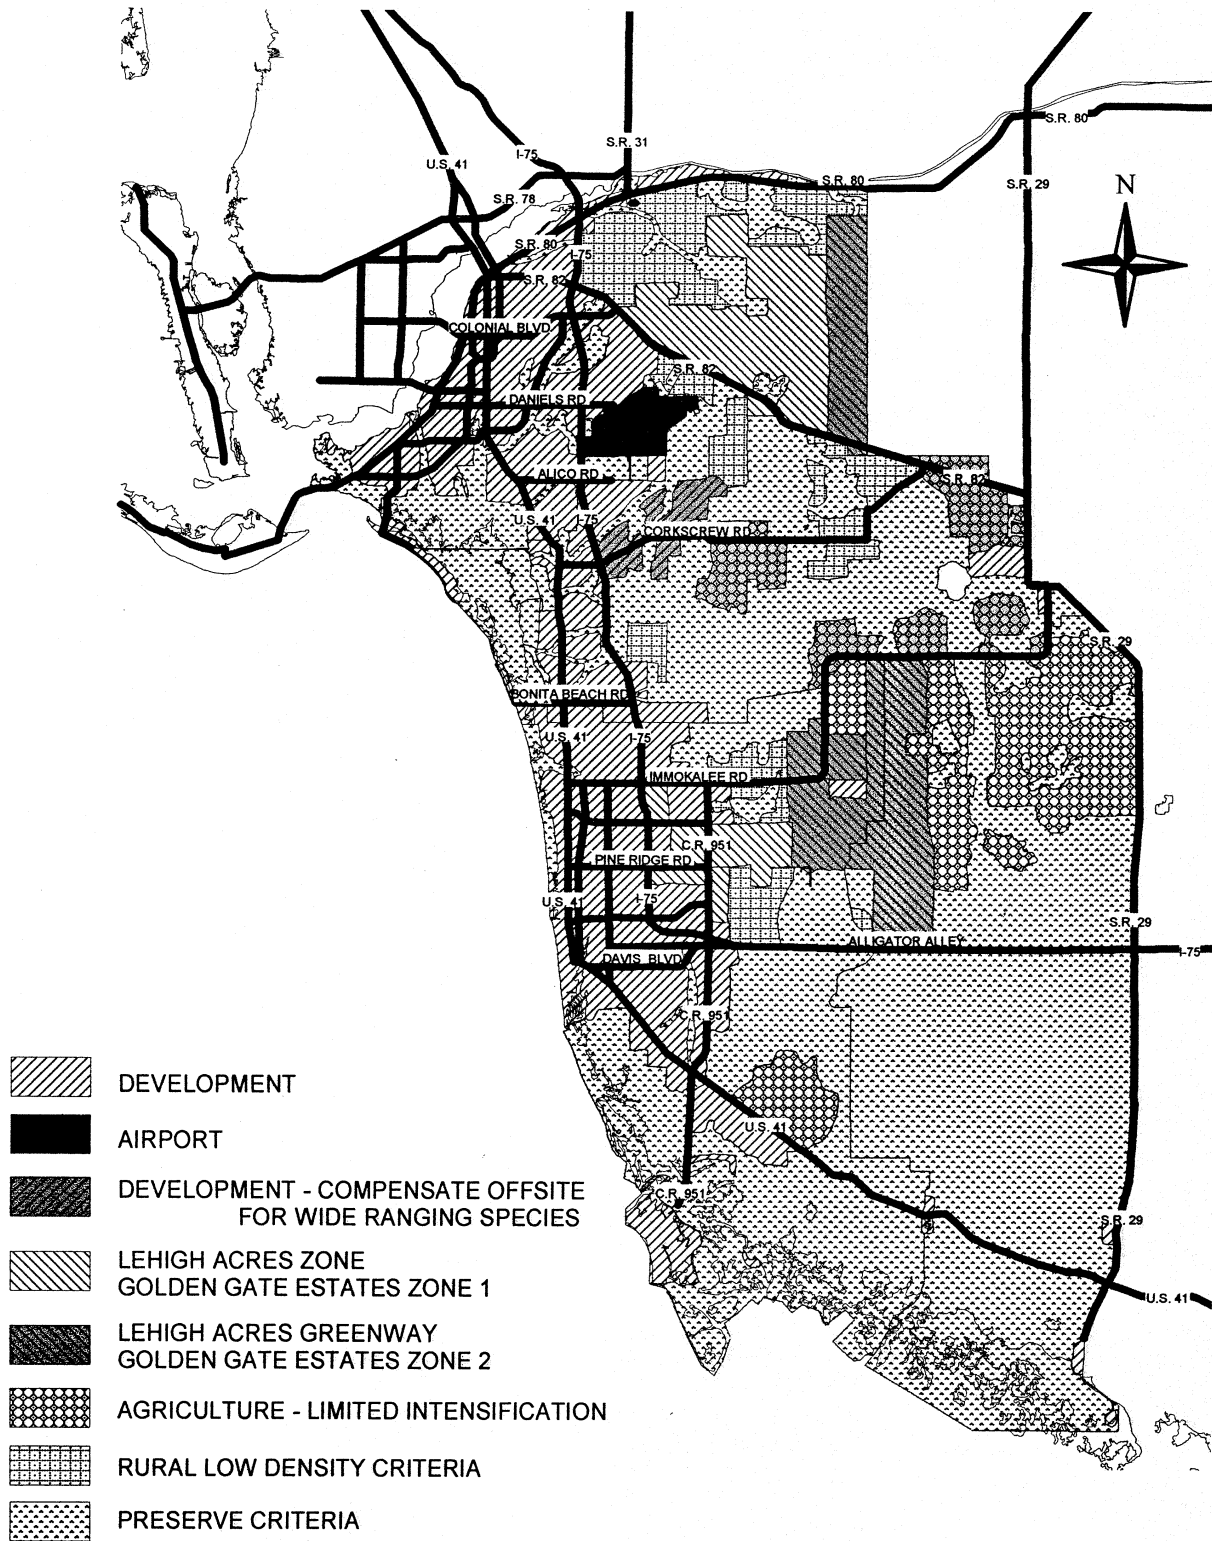 S.R. 80
S.R. 31
I-75
U.S. 41
S.R. 80
S.R. 29
N
S.R. 78
S.R. 80
I-75
S.R. 82
COLONIAL BLVD
S.R. 82
DANIELS RD
ALICO RD
S.R. 82
U.S. 41
I-75
CORKSCREW RD
S.R. 29
BONITA BEACH RD
U.S. 41
I-75
IMMOKALEE RD
C.R. 951
PINE RIDGE RD
U.S. 41
I-75
S.R. 29
ALLIGATOR ALLEY
I-75
DAVIS BLVD
C.R. 951
U.S. 41
C.R. 951
S.R. 29
U.S. 41
DEVELOPMENT
AIRPORT
DEVELOPMENT - COMPENSATE OFFSITE
FOR WIDE RANGING SPECIES
LEHIGH ACRES ZONE
GOLDEN GATE ESTATES ZONE 1
LEHIGH ACRES GREENWAY
GOLDEN GATE ESTATES ZONE 2
AGRICULTURE - LIMITED INTENSIFICATION
RURAL LOW DENSITY CRITERIA
PRESERVE CRITERIA